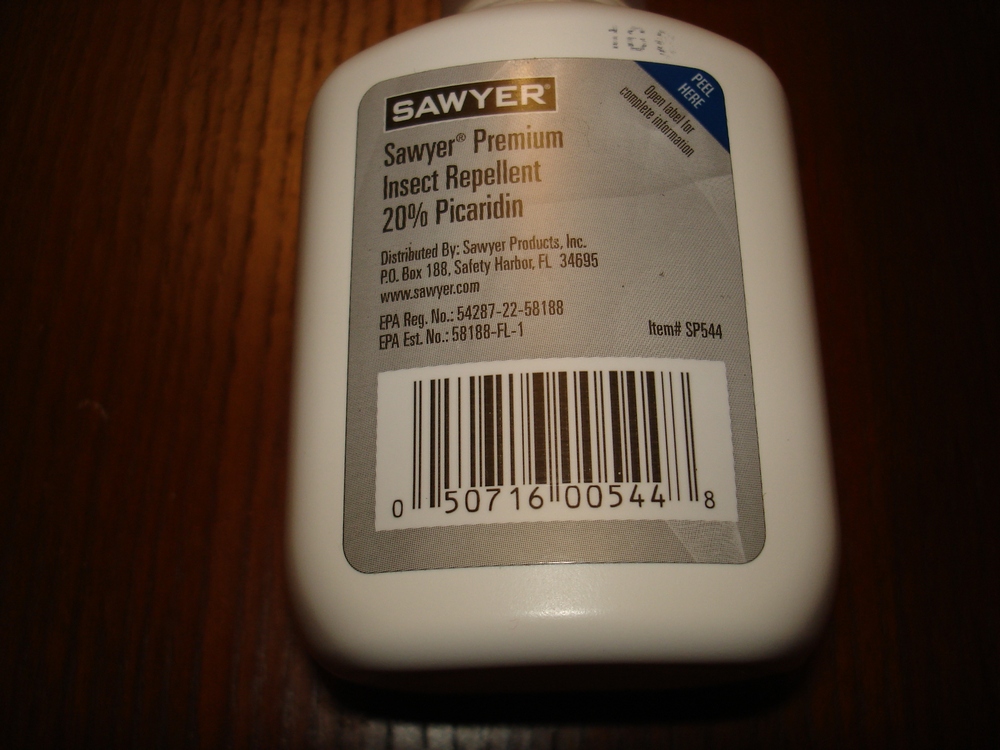 SAWYER®
PEEL
HERE
Open label for
complete information
Sawyer® Premium
Insect Repellent
20% Picaridin
Distributed By: Sawyer Products, Inc.
P.O. Box 188, Safety Harbor, FL 34695
www.sawyer.com
EPA Reg. No.: 54287-22-58188
EPA Est. No.: 58188-FL-1
Item# SP544
0 50716 00544 8